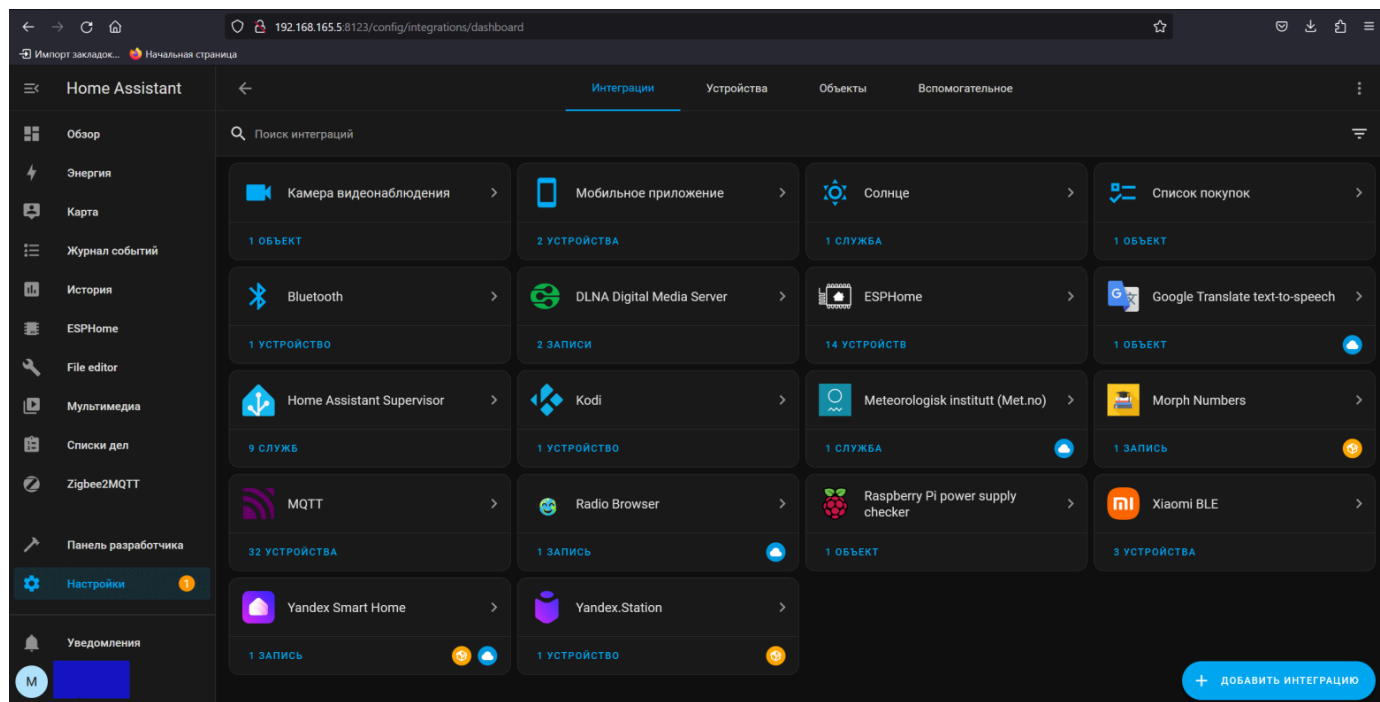 192.168.165.5:8123/config/integrations/dashboard
Импорт закладок... Начальная страница
Home Assistant Интеграции Устройства Объекты Вспомогательное
Обзор
Энергия
Карта
Журнал событий
История
ESPHome
File editor
Мультимедиа
Списки дел
Zigbee2MQTT
Панель разработчика
Настройки 1
Уведомления
M
Поиск интеграций
Камера видеонаблюдения
1 ОБЪЕКТ
Мобильное приложение
2 УСТРОЙСТВА
Солнце
1 СЛУЖБА
Список покупок
1 ОБЪЕКТ
Bluetooth
1 УСТРОЙСТВО
DLNA Digital Media Server
2 ЗАПИСИ
ESPHome
14 УСТРОЙСТВ
G
Google Translate text-to-speech
1 ОБЪЕКТ
Home Assistant Supervisor
9 СЛУЖБ
Kodi
1 УСТРОЙСТВО
Meteorologisk institutt (Met.no)
1 СЛУЖБА
Morph Numbers
1 ЗАПИСЬ
MQTT
32 УСТРОЙСТВА
Radio Browser
1 ЗАПИСЬ
Raspberry Pi power supply
checker
1 ОБЪЕКТ
Xiaomi BLE
3 УСТРОЙСТВА
Yandex Smart Home
1 ЗАПИСЬ
Yandex.Station
1 УСТРОЙСТВО
+ ДОБАВИТЬ ИНТЕГРАЦИЮ